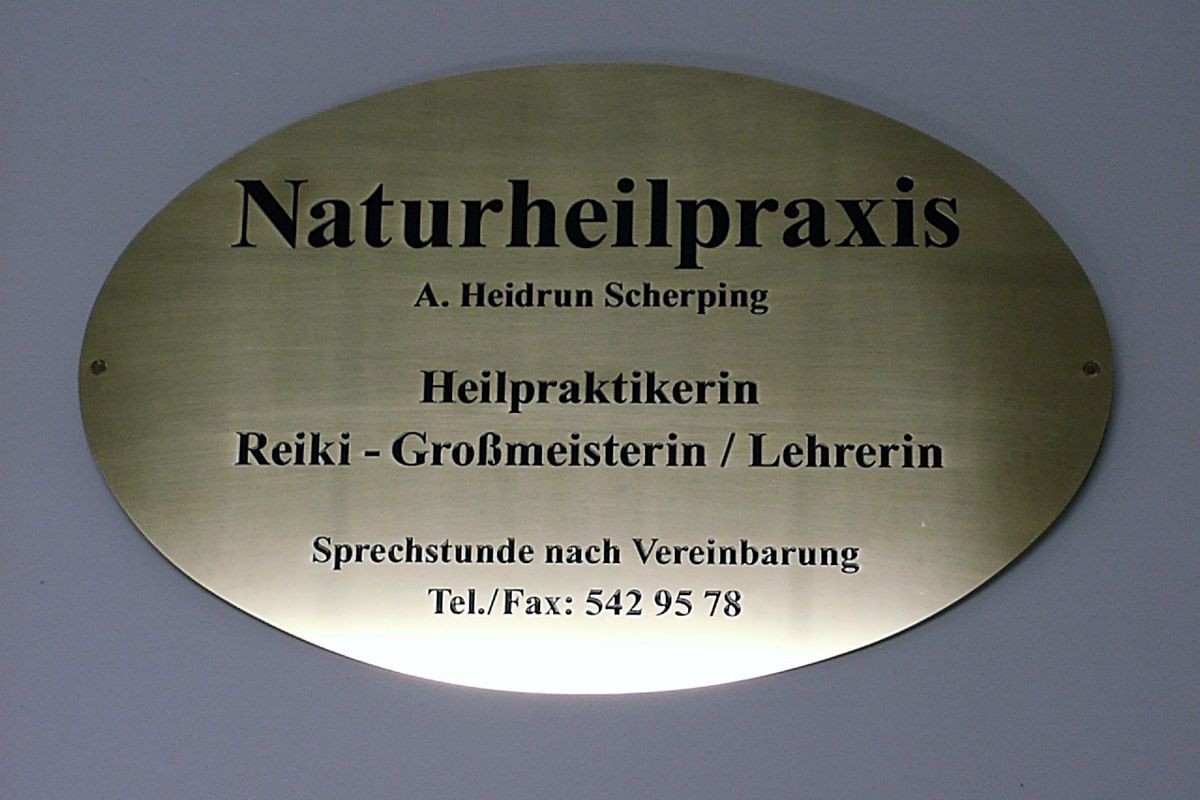 Naturheilpraxis
A. Heidrun Scherping
Heilpraktikerin
Reiki - Großmeisterin / Lehrerin
Sprechstunde nach Vereinbarung
Tel./Fax: 542 95 78